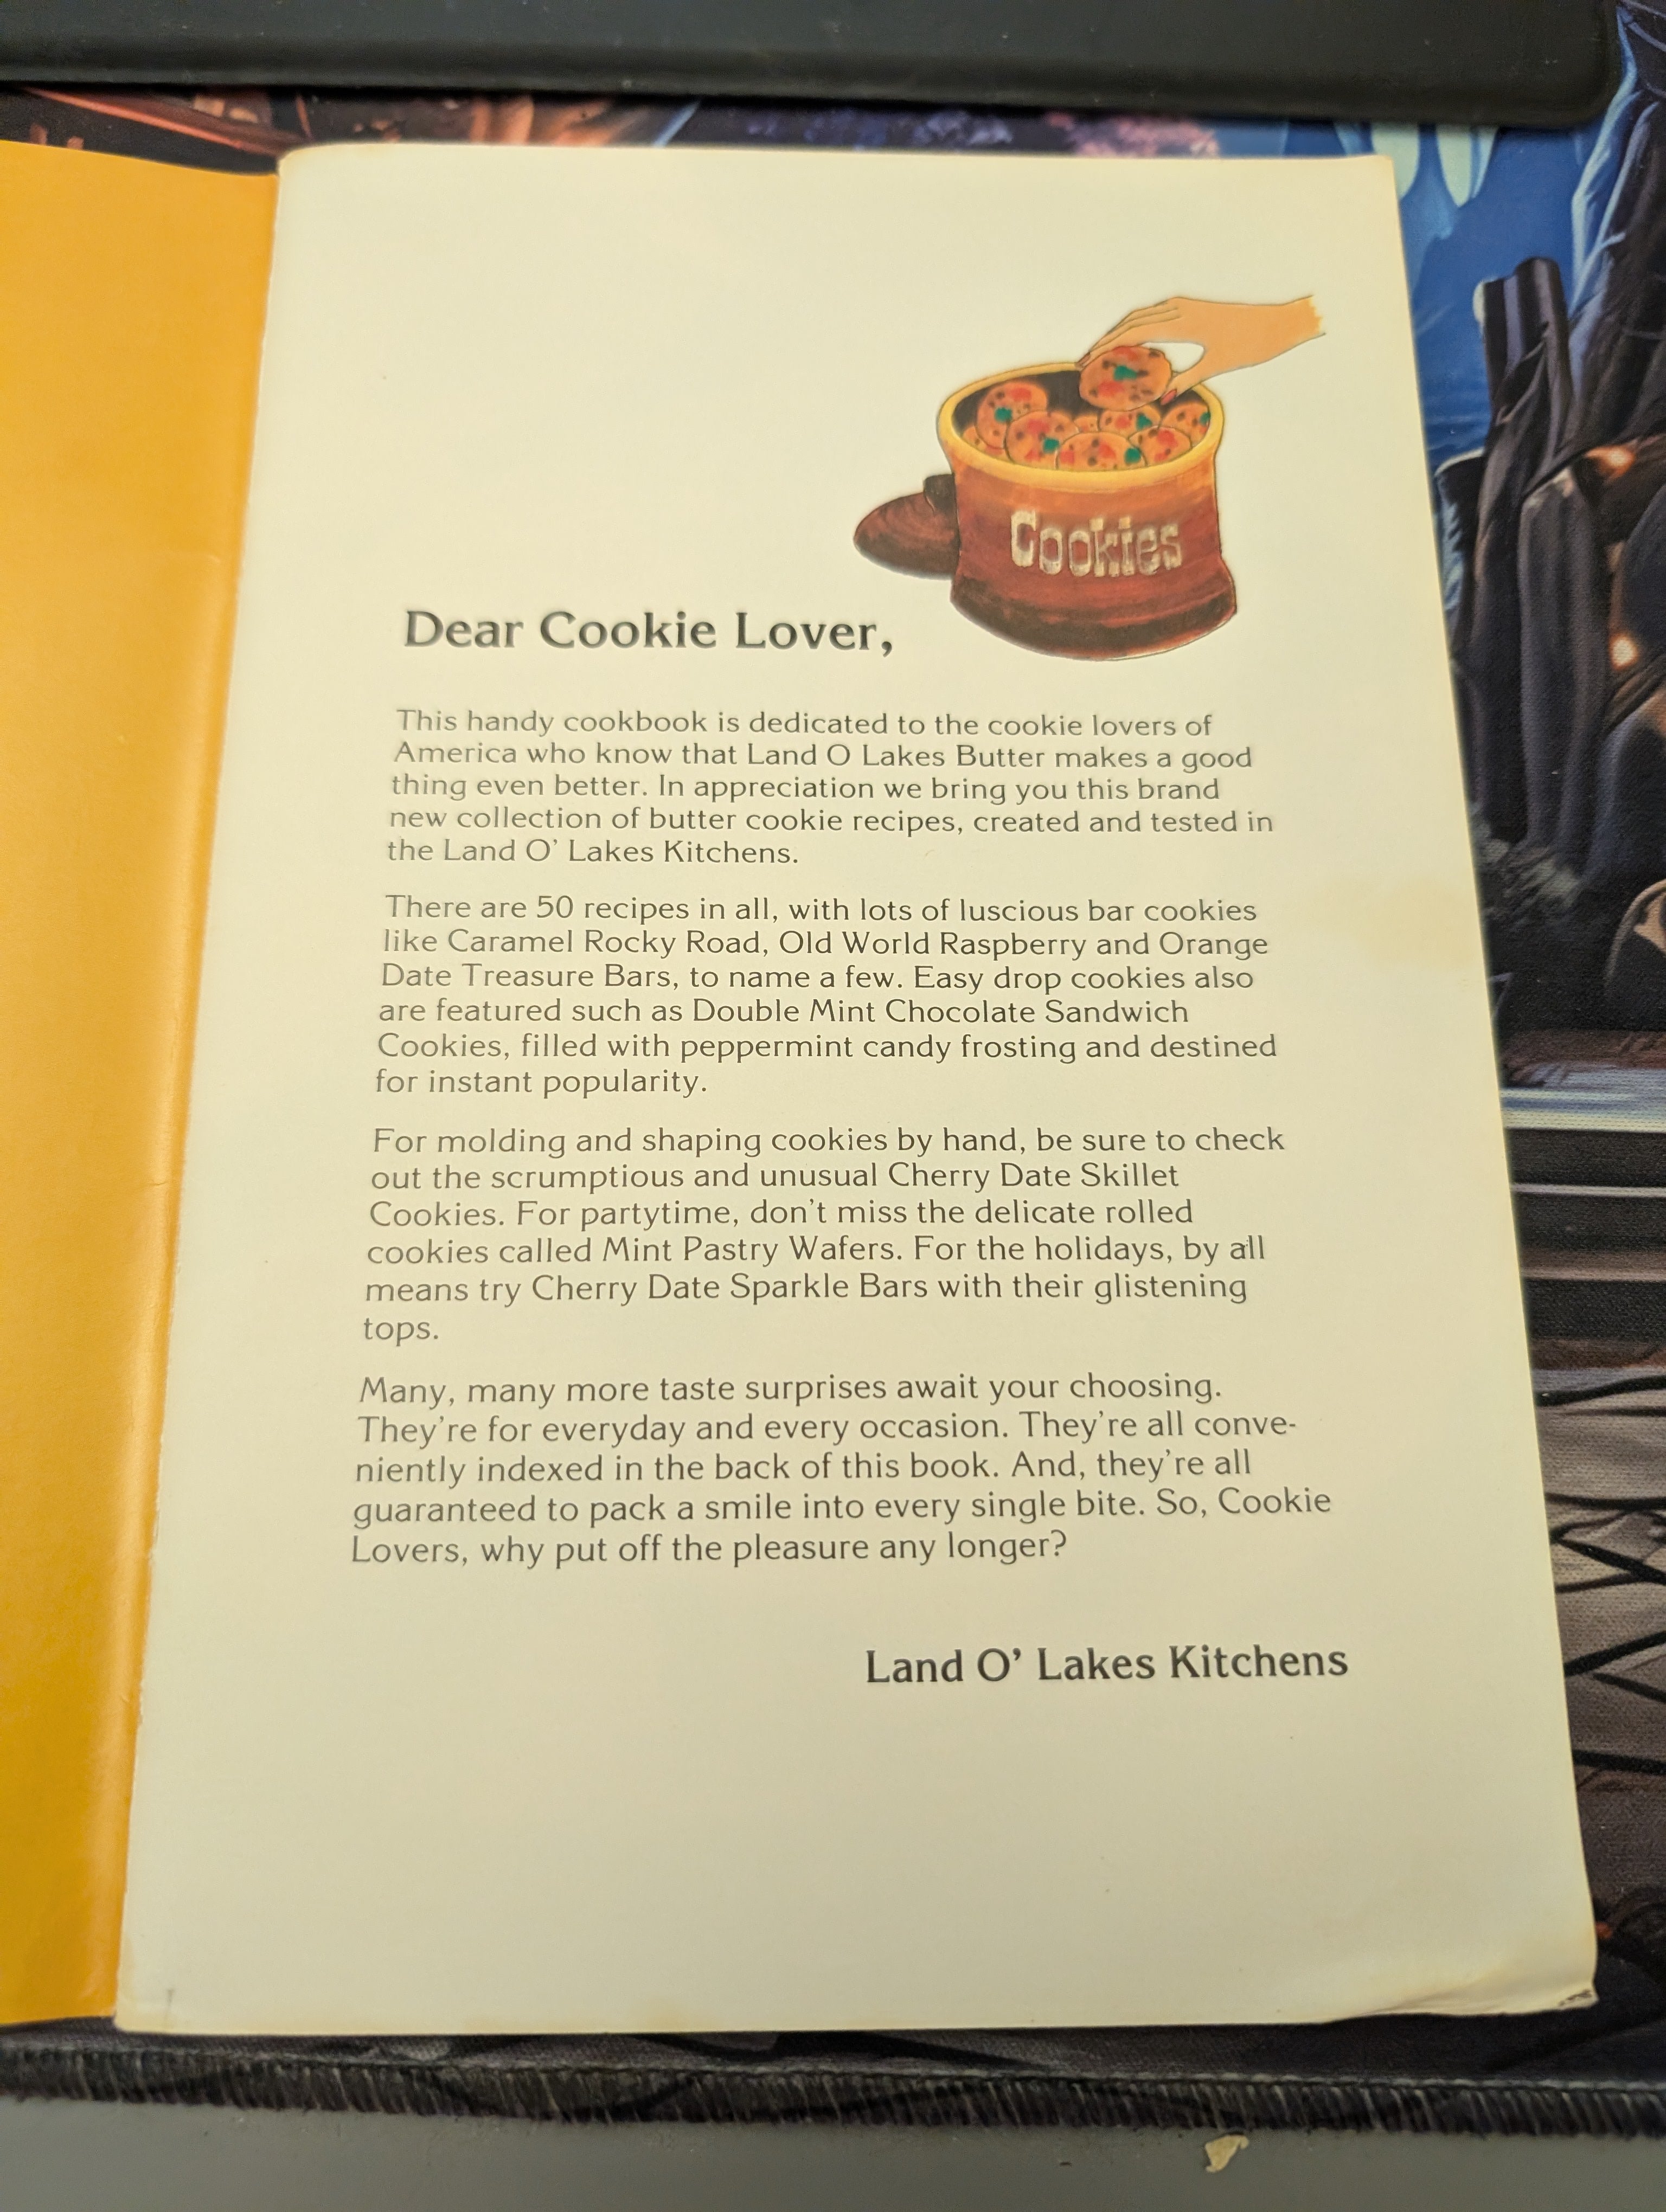 Cookies
Dear Cookie Lover,
This handy cookbook is dedicated to the cookie lovers of
America who know that Land O Lakes Butter makes a good
thing even better. In appreciation we bring you this brand
new collection of butter cookie recipes, created and tested in
the Land O' Lakes Kitchens.
There are 50 recipes in all, with lots of luscious bar cookies
like Caramel Rocky Road, Old World Raspberry and Orange
Date Treasure Bars, to name a few. Easy drop cookies also
are featured such as Double Mint Chocolate Sandwich
Cookies, filled with peppermint candy frosting and destined
for instant popularity.
For molding and shaping cookies by hand, be sure to check
out the scrumptious and unusual Cherry Date Skillet
Cookies. For partytime, don't miss the delicate rolled
cookies called Mint Pastry Wafers. For the holidays, by all
means try Cherry Date Sparkle Bars with their glistening
tops.
Many, many more taste surprises await your choosing.
They're for everyday and every occasion. They're all conve-
niently indexed in the back of this book. And, they're all
guaranteed to pack a smile into every single bite. So, Cookie
Lovers, why put off the pleasure any longer?
Land O' Lakes Kitchens